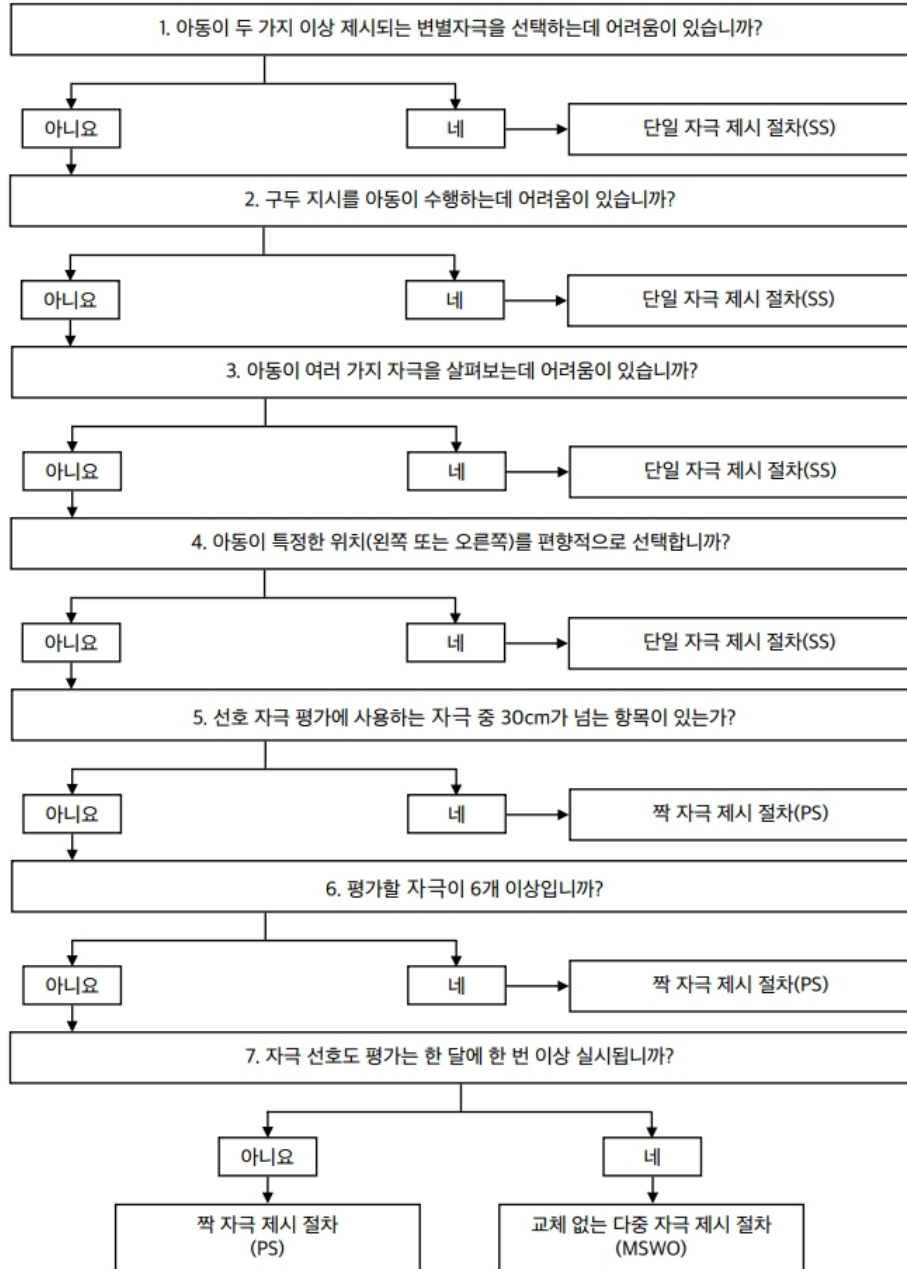 1. 아동이 두 가지 이상 제시되는 변별자극을 선택하는데 어려움이 있습니까?
아니요
네
단일 자극 제시 절차(SS)
2. 구두 지시를 아동이 수행하는데 어려움이 있습니까?
아니요
네
단일 자극 제시 절차(SS)
3. 아동이 여러 가지 자극을 살펴보는데 어려움이 있습니까?
아니요
네
단일 자극 제시 절차(SS)
4. 아동이 특정한 위치(왼쪽 또는 오른쪽)를 편향적으로 선택합니까?
아니요
네
단일 자극 제시 절차(SS)
5. 선호 자극 평가에 사용하는 자극 중 30cm가 넘는 항목이 있는가?
아니요
네
짝 자극 제시 절차(PS)
6. 평가할 자극이 6개 이상입니까?
아니요
네
짝 자극 제시 절차(PS)
7. 자극 선호도 평가는 한 달에 한 번 이상 실시됩니까?
아니요
네
짝 자극 제시 절차
(PS)
교체 없는 다중 자극 제시 절차
(MSWO)